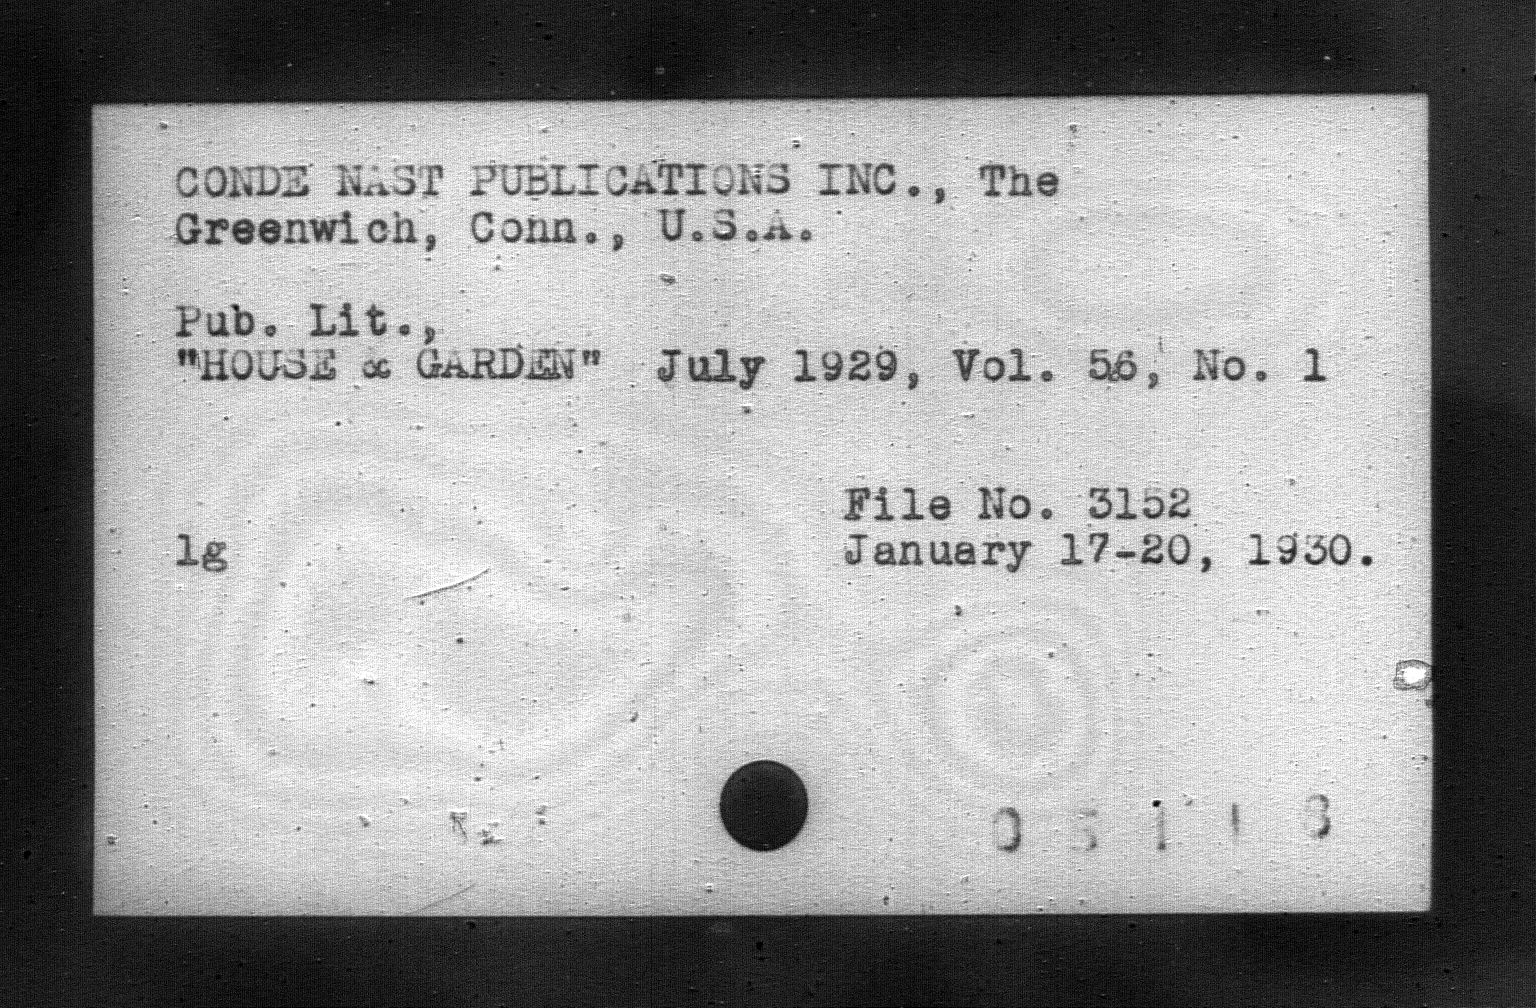 CONDE NAST PUBLICATIONS INC., The
Greenwich, Conn., U.S.A.
Pub. Lit.,
"HOUSE & GARDEN" July 1929, Vol. 56, No. 1
File No. 3152
lg January 17-20, 1930.